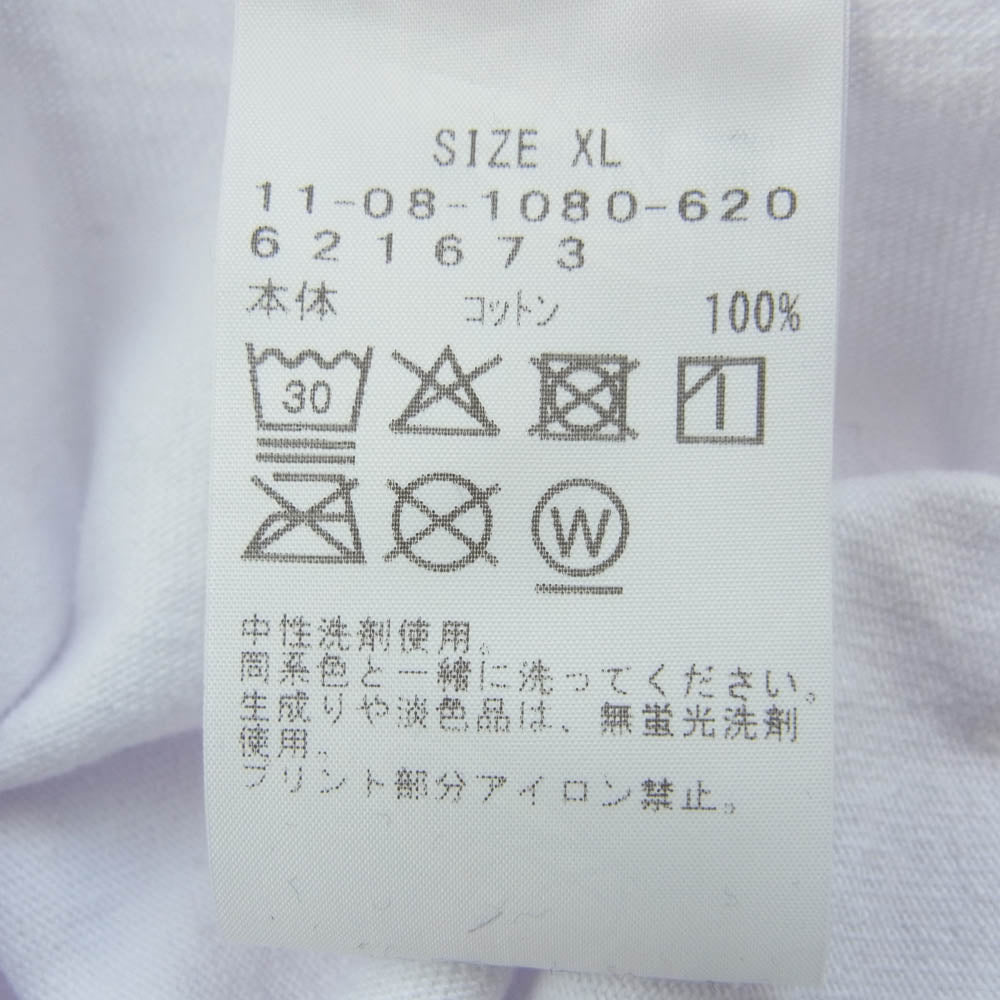 SIZE XL
11-08-1080-620
621673
本体 コットン 100%
30
W
中性洗剤使用。
同系色と一緒に洗ってください。
生成りや淡色品は、無蛍光洗剤
使用。
プリント部分アイロン禁止。